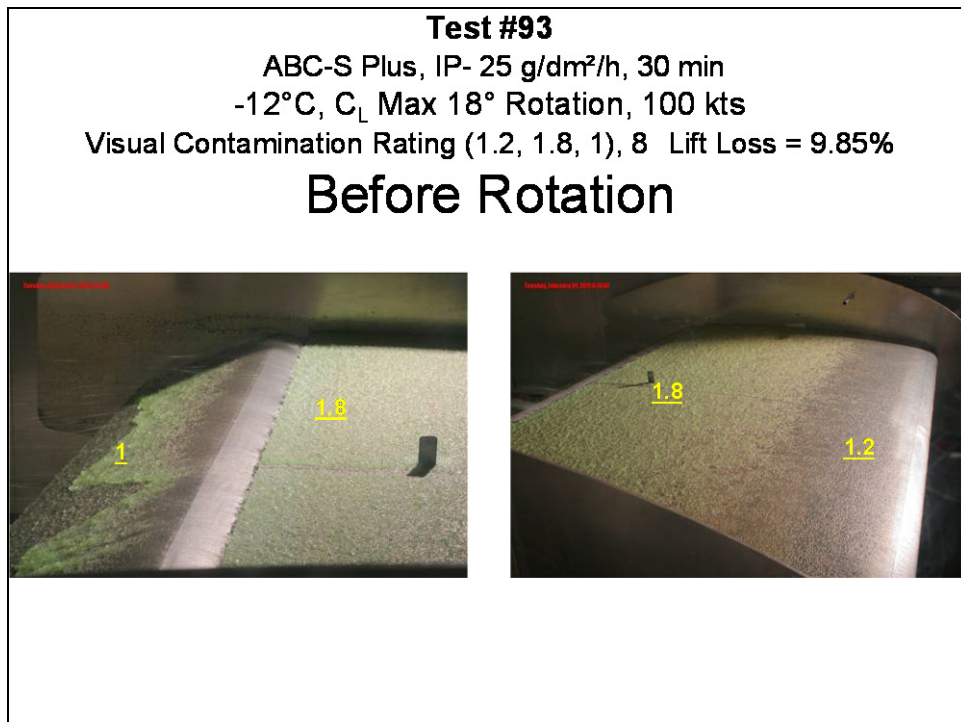 Test #93
ABC-S Plus, IP- 25 g/dm²/h, 30 min
-12°C, C_L Max 18° Rotation, 100 kts
Visual Contamination Rating (1.2, 1.8, 1), 8 Lift Loss = 9.85%
Before Rotation
1
1.8
1.8
1.2